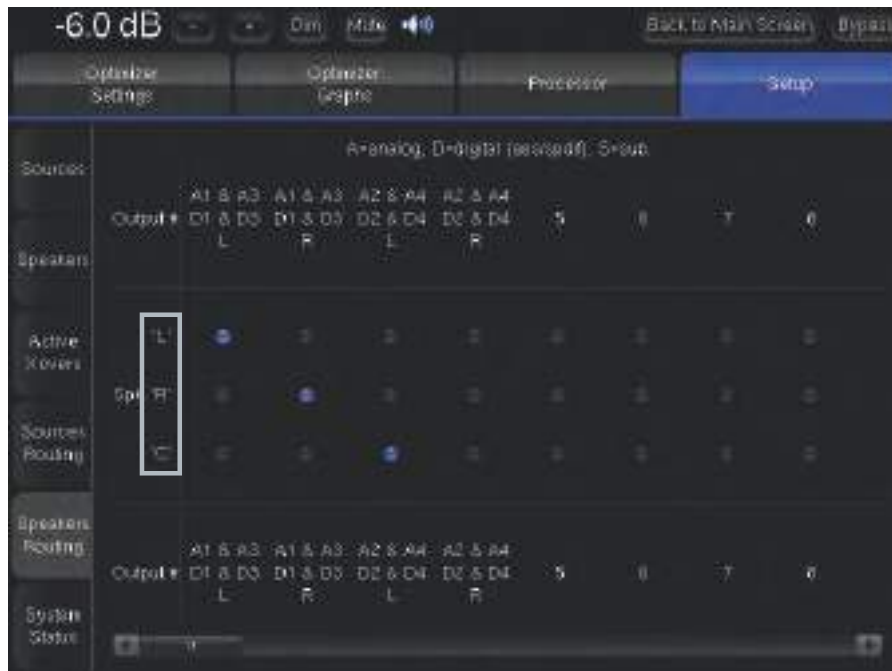 -6.0 dB - + Dim Mute Back to Main Screen Bypass
Optimizer
Settings
Optimizer
Graphs
Processor
Setup
A=analog, D=digital (aes/spdif), S=sub
Sources
Speakers
Active
Xovers
Sources
Routing
Speakers
Routing
System
Status
A1 & A3 A1 & A3 A2 & A4 A2 & A4
Output # D1 & D3 D1 & D3 D2 & D4 D2 & D4 5 6 7 8
L R L R
"L"
"R"
"C"
A1 & A3 A1 & A3 A2 & A4 A2 & A4
Output # D1 & D3 D1 & D3 D2 & D4 D2 & D4 5 6 7 8
L R L R